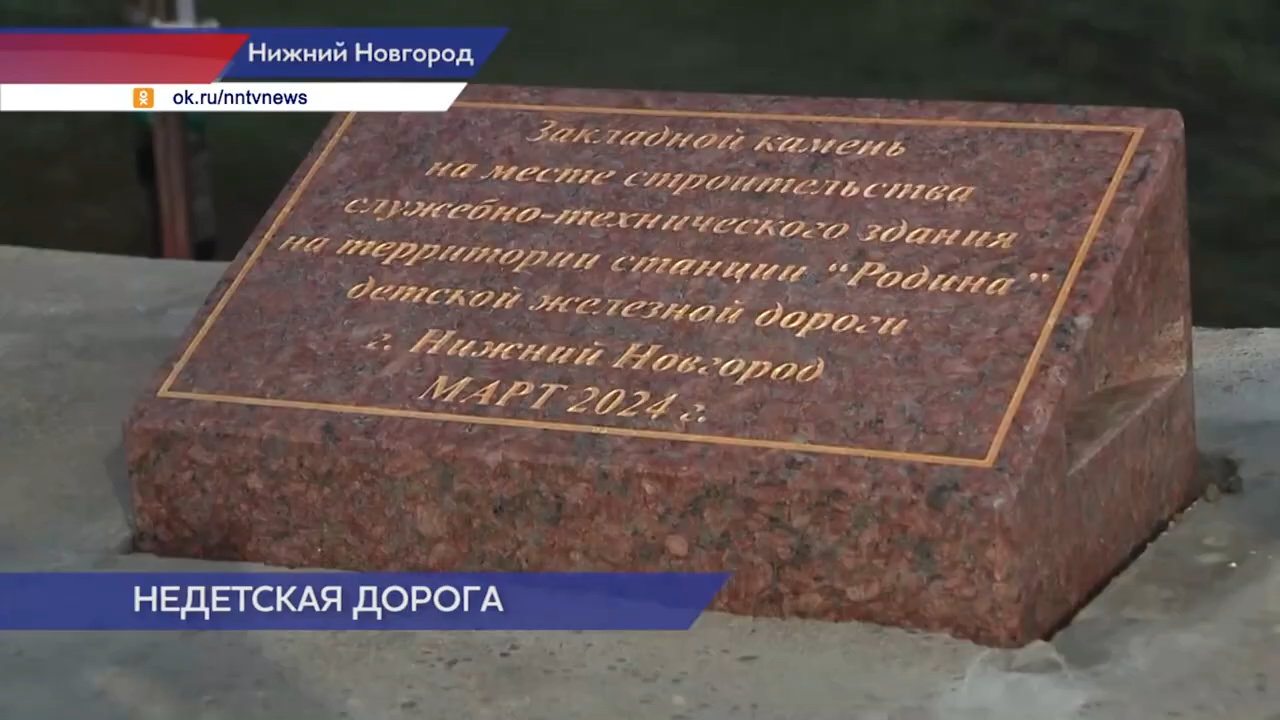 Нижний Новгород
ok.ru/nntvnews
Закладной камень
на месте строительства
служебно-технического здания
на территории станции “Родина”
детской железной дороги
г. Нижний Новгород
МАРТ 2024 г.
НЕДЕТСКАЯ ДОРОГА